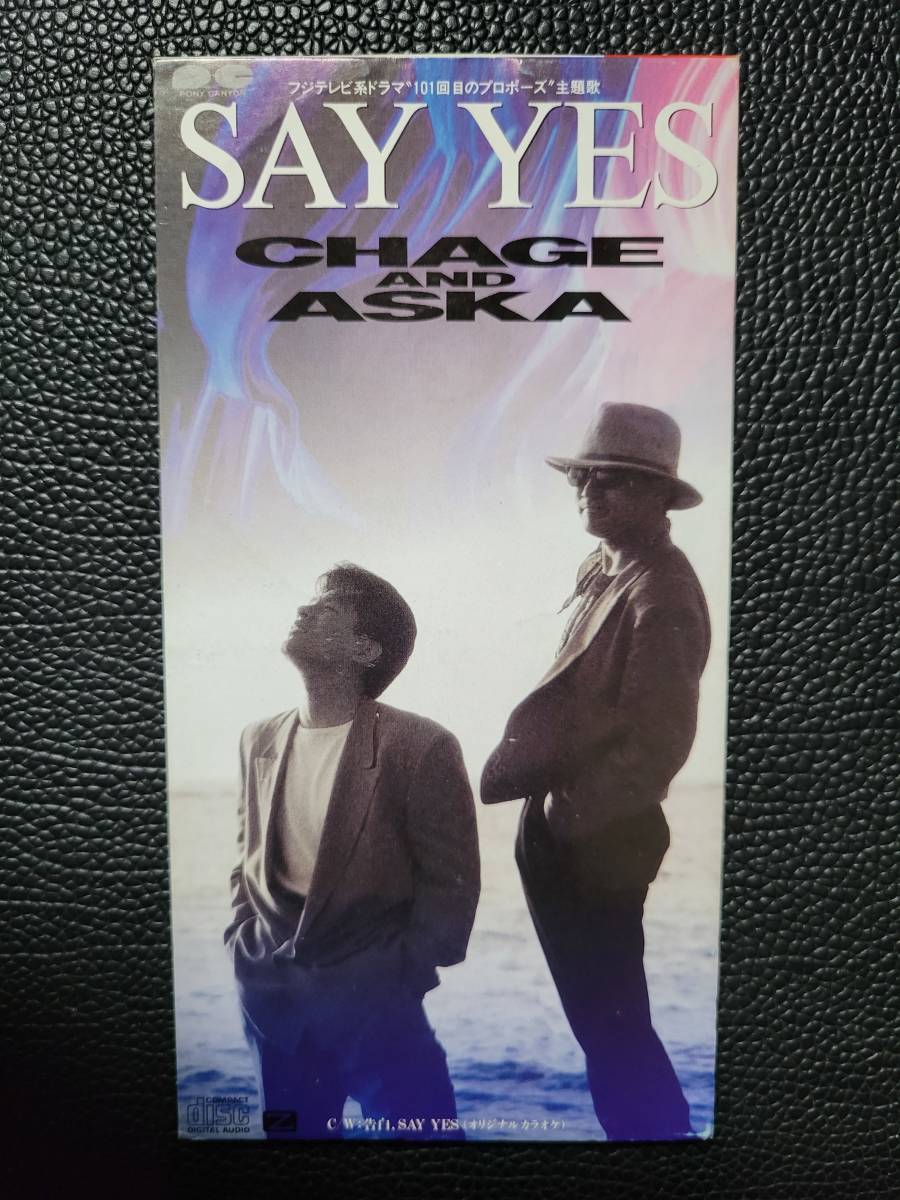 PONY CANYON
フジテレビ系ドラマ“101回目のプロポーズ”主題歌
SAY YES
CHAGE
AND
ASKA
COMPACT
disc
DIGITAL AUDIO
C/W:告白, SAY YES(オリジナルカラオケ)